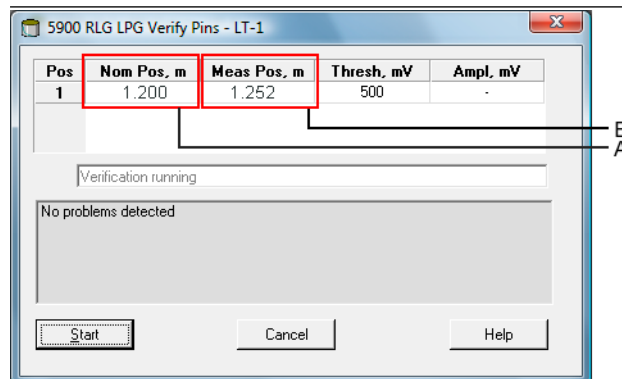 5900 RLG LPG Verify Pins - LT-1
Pos Nom Pos, m Meas Pos, m Thresh, mV Ampl, mV
1 1.200 1.252 500 -
B
A
Verification running
No problems detected
Start Cancel Help